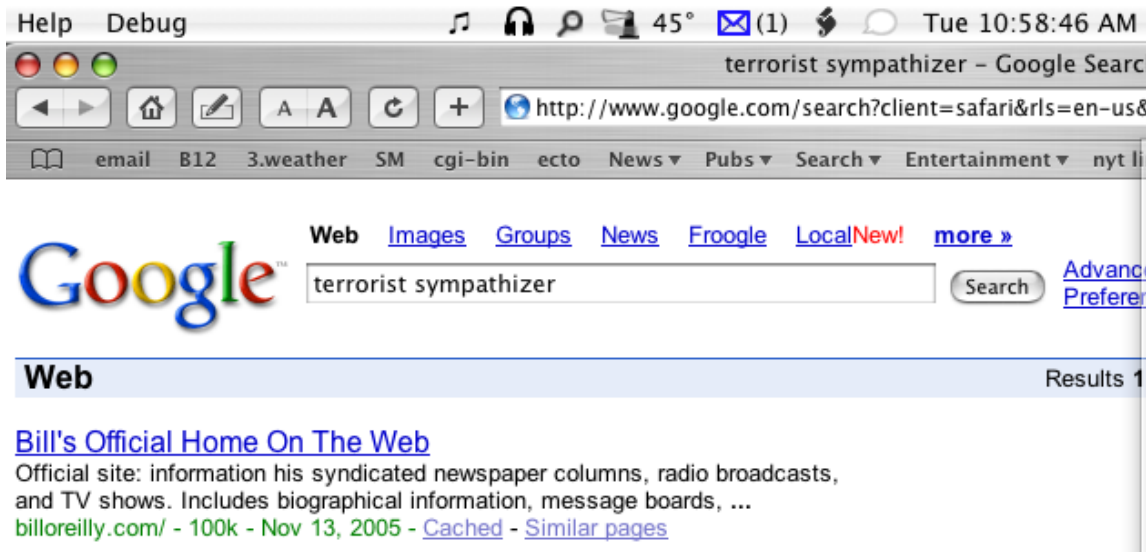 Help Debug 45° (1) Tue 10:58:46 AM
terrorist sympathizer – Google Searc
A A + http://www.google.com/search?client=safari&rls=en-us&
email B12 3.weather SM cgi-bin ecto News Pubs Search Entertainment nyt li
Web Images Groups News Froogle LocalNew! more »
Google™ terrorist sympathizer Search Advance
Preferen
Web Results 1
Bill's Official Home On The Web
Official site: information his syndicated newspaper columns, radio broadcasts,
and TV shows. Includes biographical information, message boards, ...
billoreilly.com/ - 100k - Nov 13, 2005 - Cached - Similar pages